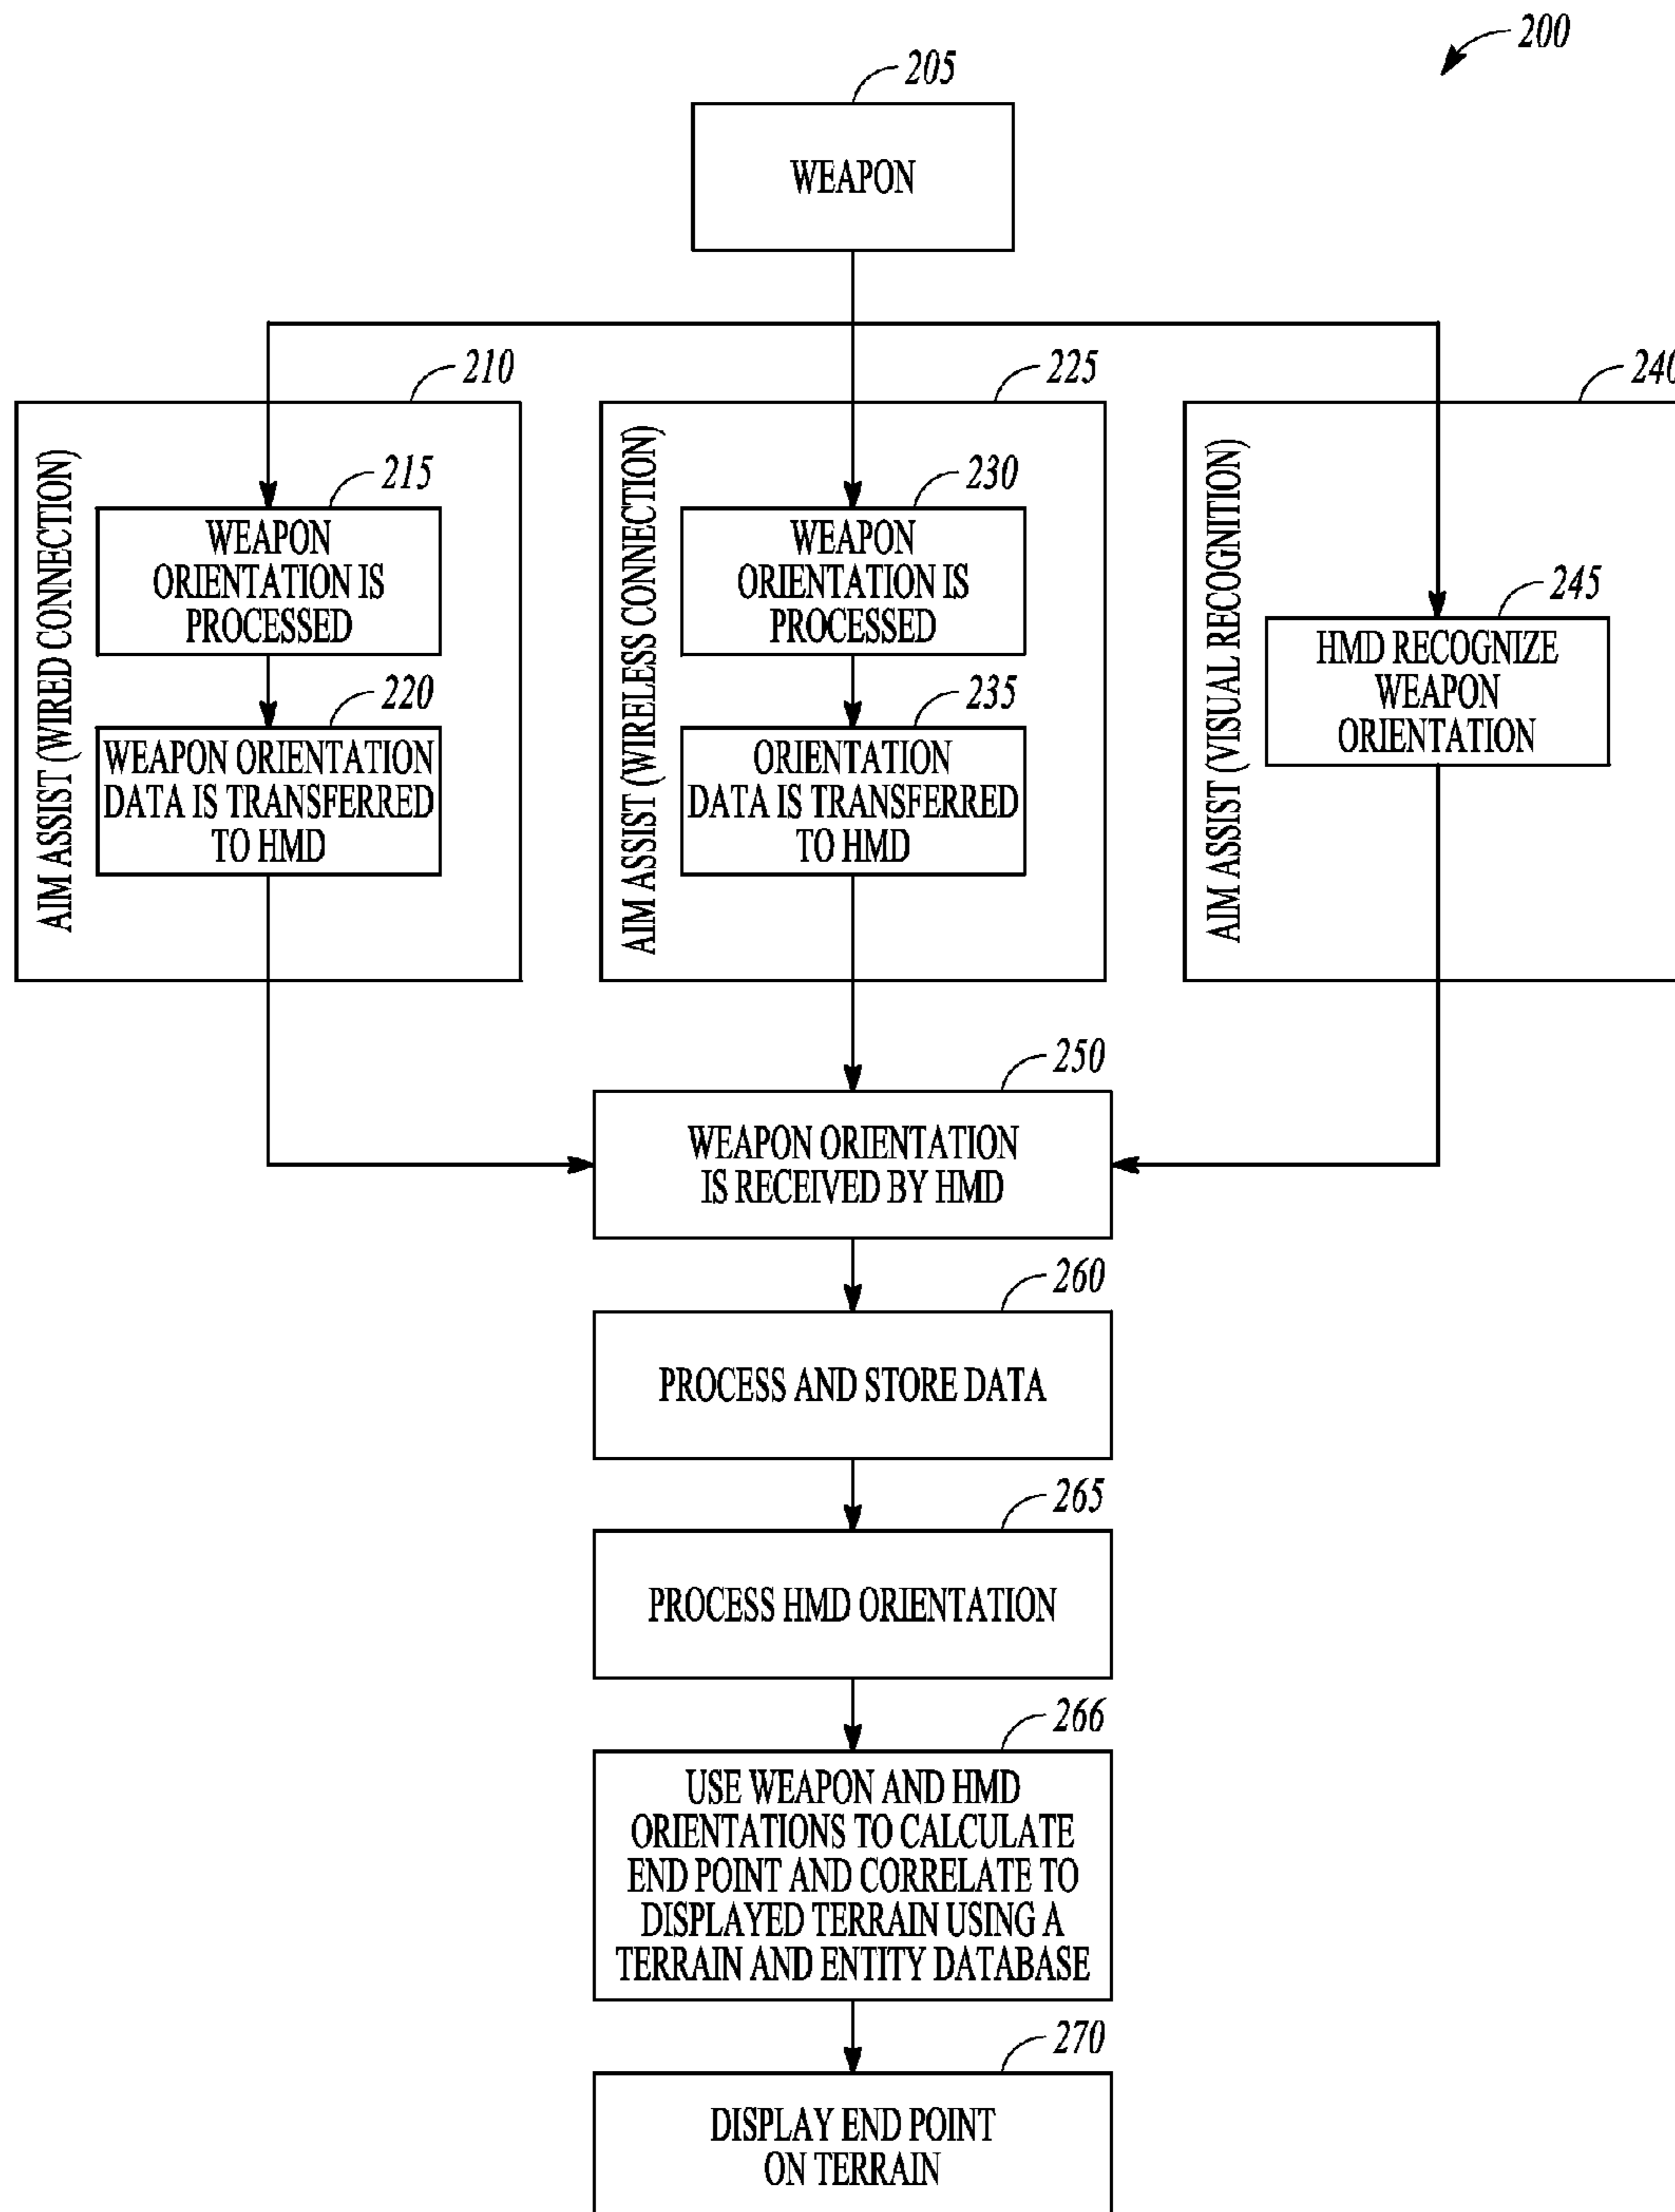 200
205
WEAPON
210
225
240
AIM ASSIST (WIRED CONNECTION)
215
WEAPON
ORIENTATION IS
PROCESSED
220
WEAPON ORIENTATION
DATA IS TRANSFERRED
TO HMD
AIM ASSIST (WIRELESS CONNECTION)
230
WEAPON
ORIENTATION IS
PROCESSED
235
ORIENTATION
DATA IS TRANSFERRED
TO HMD
AIM ASSIST (VISUAL RECOGNITION)
245
HMD RECOGNIZE
WEAPON
ORIENTATION
250
WEAPON ORIENTATION
IS RECEIVED BY HMD
260
PROCESS AND STORE DATA
265
PROCESS HMD ORIENTATION
266
USE WEAPON AND HMD
ORIENTATIONS TO CALCULATE
END POINT AND CORRELATE TO
DISPLAYED TERRAIN USING A
TERRAIN AND ENTITY DATABASE
270
DISPLAY END POINT
ON TERRAIN